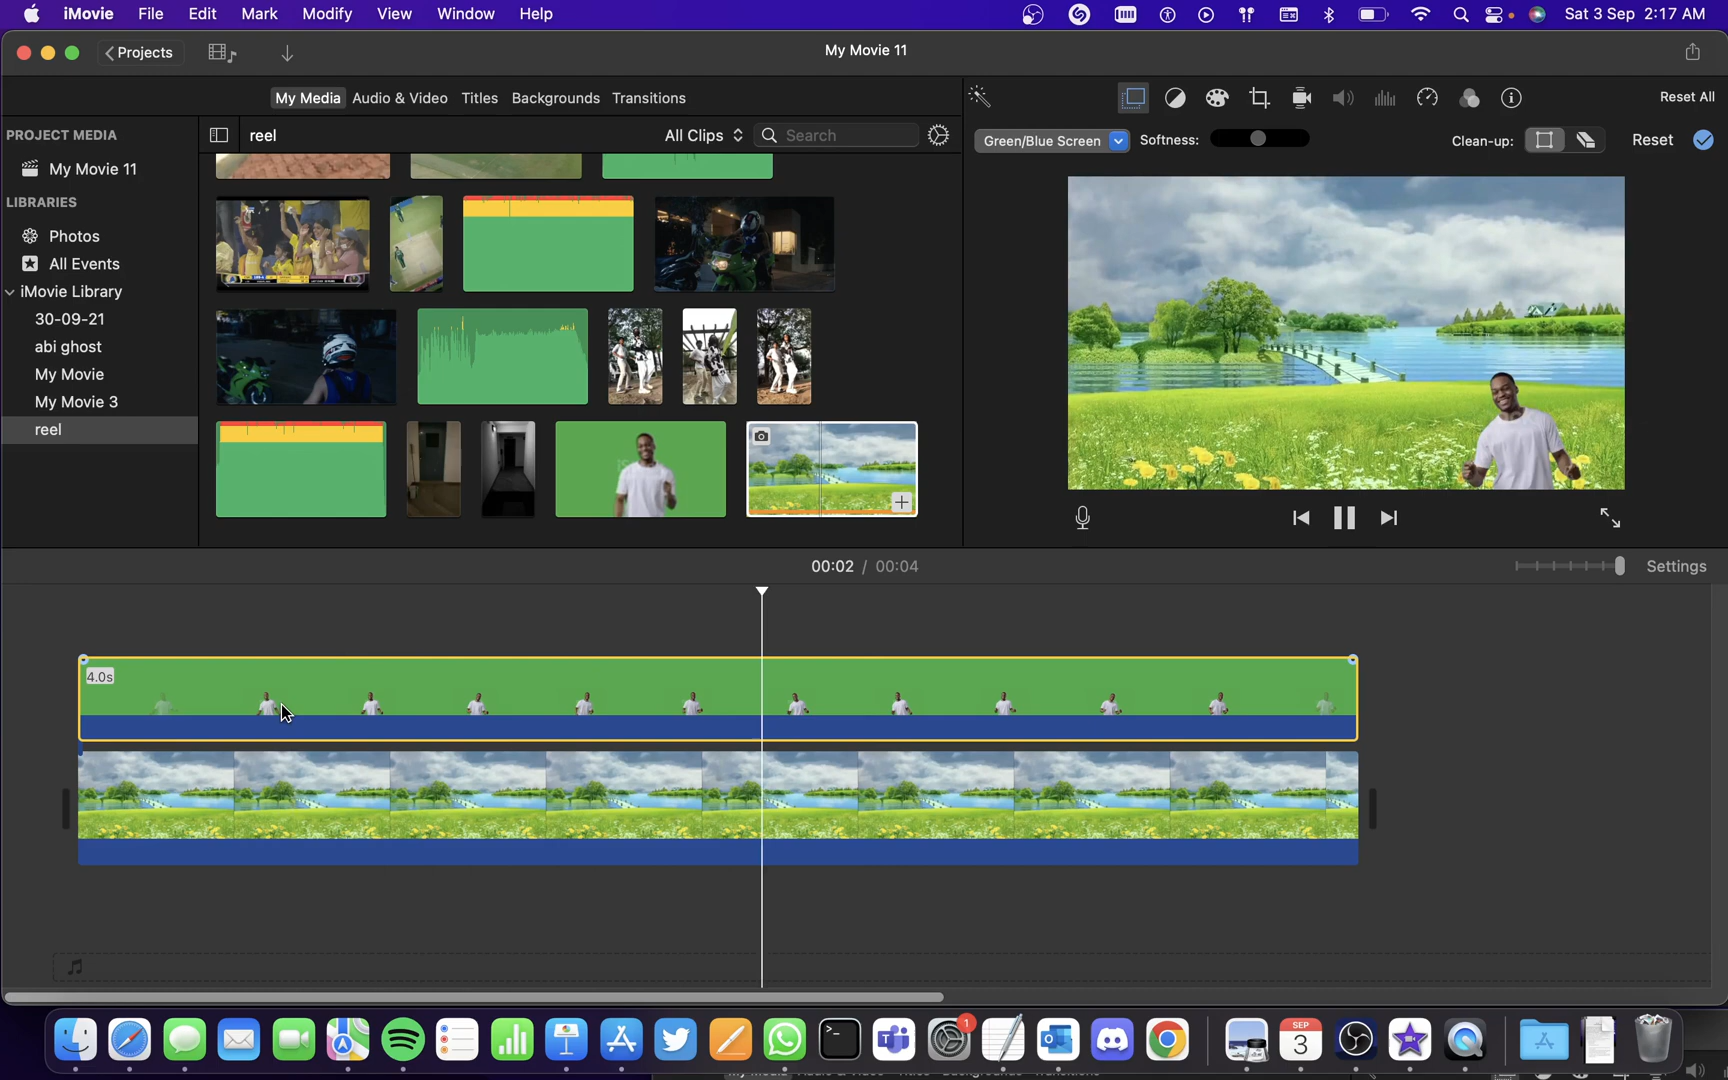 iMovie File Edit Mark Modify View Window Help Sat 3 Sep 2:17 AM
Projects My Movie 11
My Media Audio & Video Titles Backgrounds Transitions Reset All
PROJECT MEDIA reel All Clips Search Green/Blue Screen Softness: Clean-up: Reset
My Movie 11
LIBRARIES
Photos
All Events
iMovie Library
30-09-21
abi ghost
My Movie
My Movie 3
reel
00:02 / 00:04 Settings
4.0s
SEP
3
1